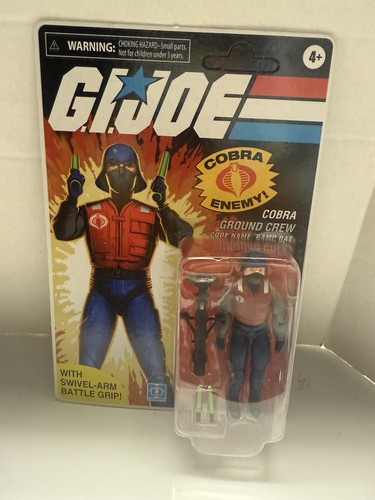 WARNING: CHOKING HAZARD–Small parts.
Not for children under 3 years.
4+
G.I.JOE
COBRA
ENEMY!
COBRA
GROUND CREW
CODE NAME: RAMP RAT
WITH
SWIVEL-ARM
BATTLE GRIP!